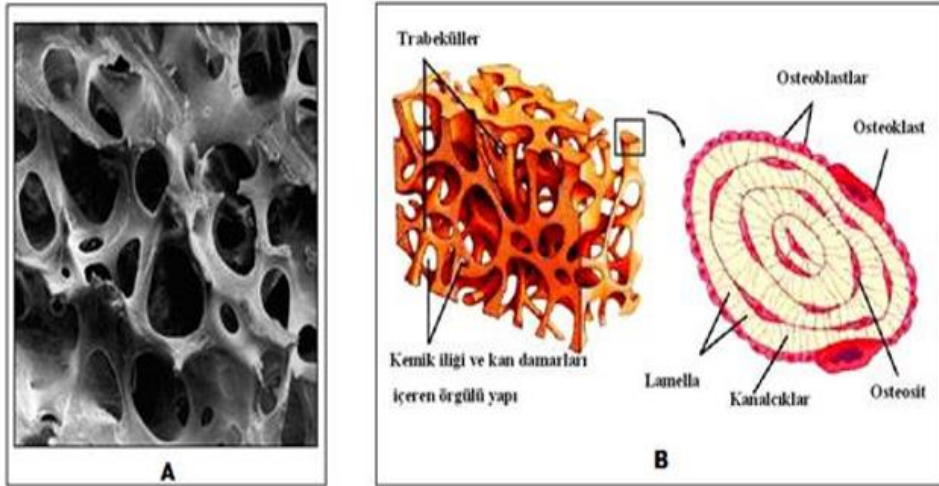 Trabeküller
Kemik iliği ve kan damarları
içeren örgülü yapı
Osteoblastlar
Osteoklast
Lamella
Kanalcıklar
Osteosit
A
B